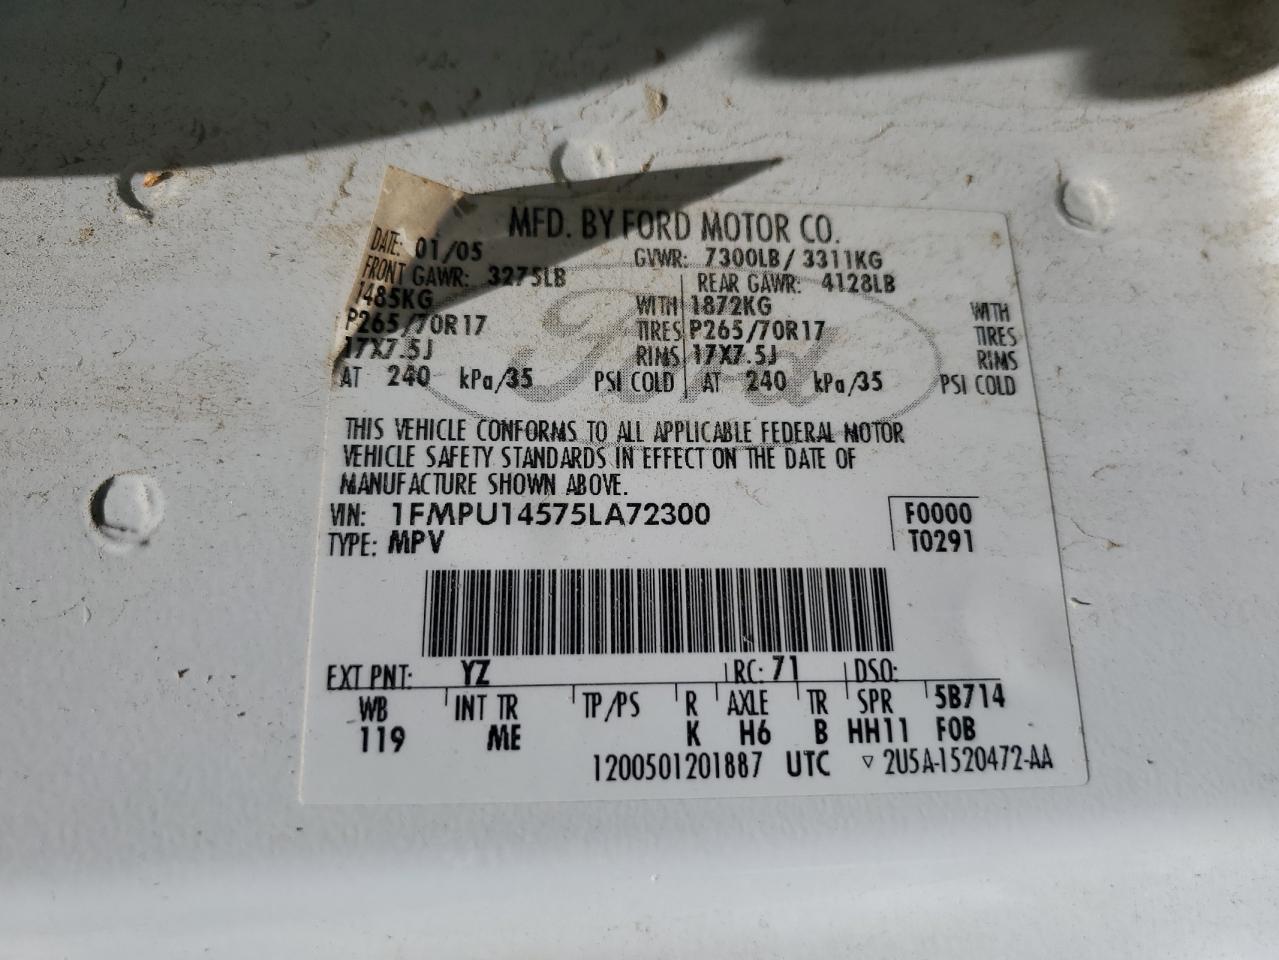 MFD. BY FORD MOTOR CO.
DATE: 01/05 GVWR: 7300LB/ 3311KG
FRONT GAWR: 3275LB REAR GAWR: 4128LB
1485KG WITH 1872KG WITH
P265/70R17 TIRES P265/70R17 TIRES
17X7.5J RIMS 17X7.5J RIMS
AT 240 kPa/35 PSI COLD AT 240 kPa/35 PSI COLD
THIS VEHICLE CONFORMS TO ALL APPLICABLE FEDERAL MOTOR
VEHICLE SAFETY STANDARDS IN EFFECT ON THE DATE OF
MANUFACTURE SHOWN ABOVE.
VIN: 1FMPU14575LA72300 F0000
TYPE: MPV T0291
EXT PNT: YZ RC: 71 DSO:
WB INT TR TP/PS R AXLE TR SPR 5B714
119 ME K H6 B HH11 F0B
1200501201887 UTC ▽ 2U5A-1520472-AA
Ford